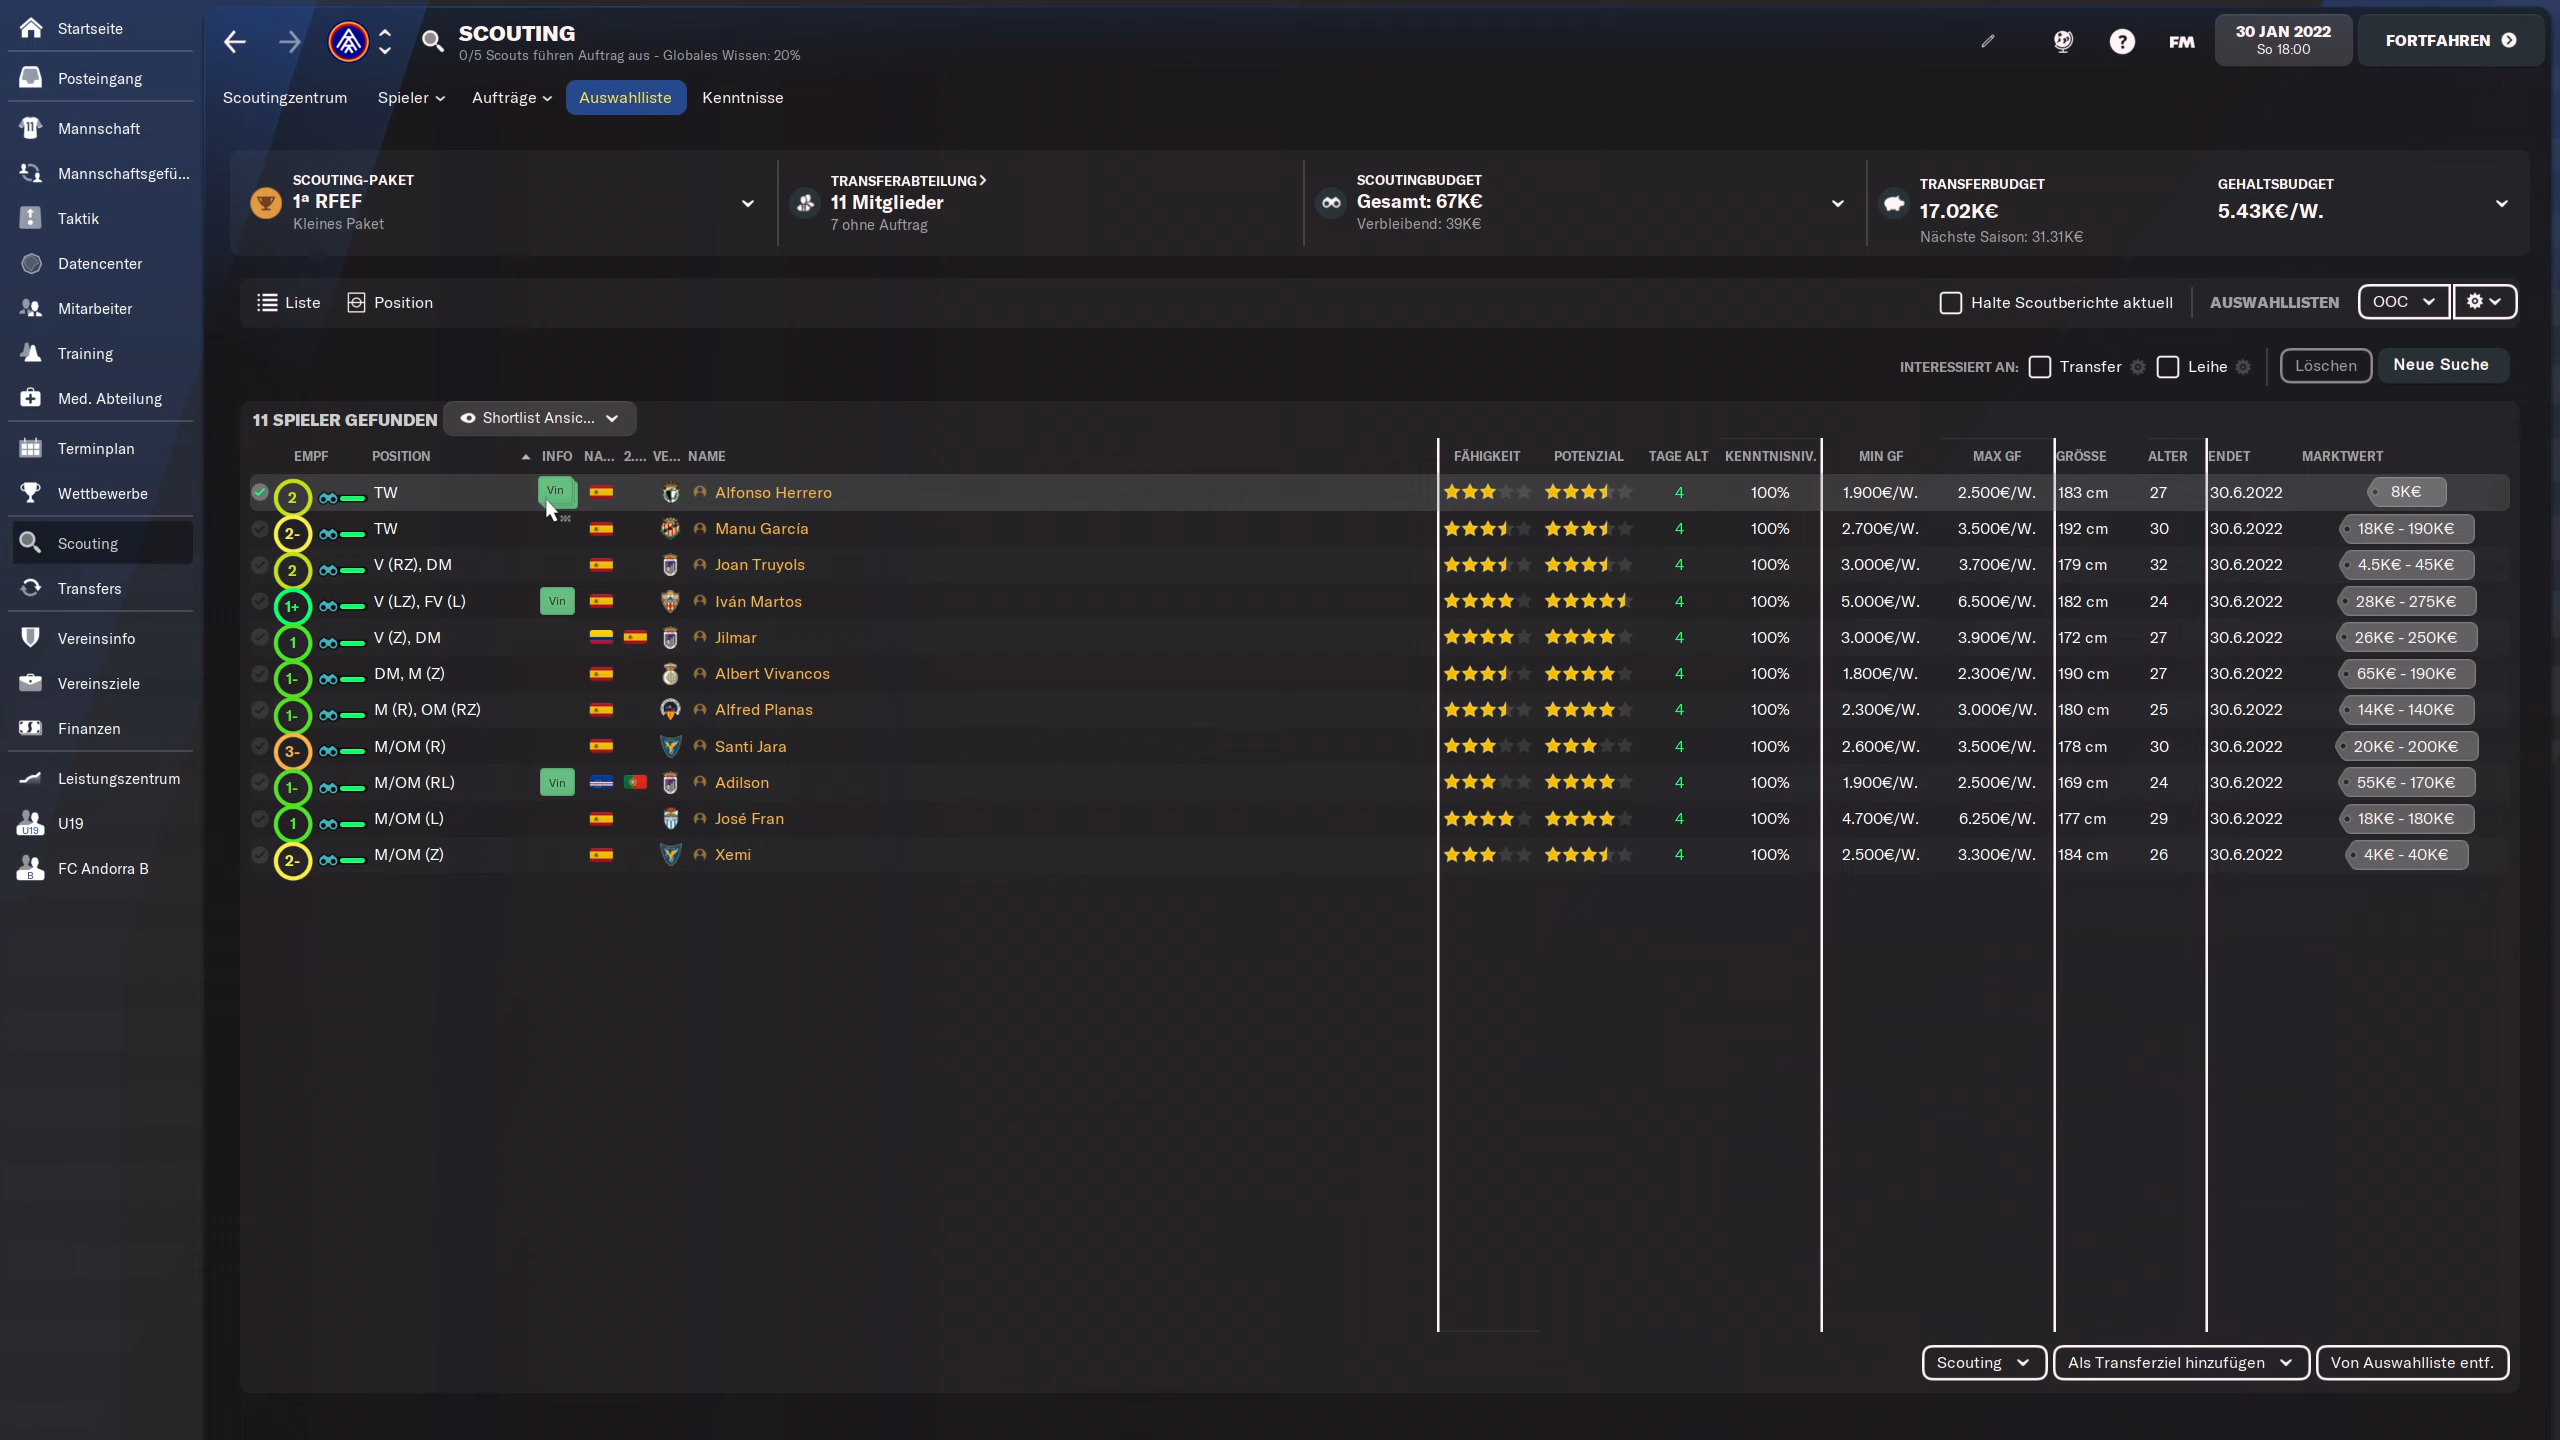 Startseite
Posteingang
Mannschaft
Mannschaftsgefü...
Taktik
Datencenter
Mitarbeiter
Training
Med. Abteilung
Terminplan
Wettbewerbe
Scouting
Transfers
Vereinsinfo
Vereinsziele
Finanzen
Leistungszentrum
U19 U19
B FC Andorra B
SCOUTING
0/5 Scouts führen Auftrag aus - Globales Wissen: 20%
? FM
30 JAN 2022
So 18:00
FORTFAHREN
Scoutingzentrum Spieler Aufträge Auswahlliste Kenntnisse
SCOUTING-PAKET
1ª RFEF
Kleines Paket
TRANSFERABTEILUNG
11 Mitglieder
7 ohne Auftrag
SCOUTINGBUDGET
Gesamt: 67K€
Verbleibend: 39K€
TRANSFERBUDGET
17.02K€
Nächste Saison: 31.31K€
GEHALTSBUDGET
5.43K€/W.
Liste Position Halte Scoutberichte aktuell AUSWAHLLISTEN OOC
INTERESSIERT AN: Transfer Leihe Löschen Neue Suche
11 SPIELER GEFUNDEN Shortlist Ansic...
EMPF POSITION INFO NA... 2.... VE... NAME FÄHIGKEIT POTENZIAL TAGE ALT KENNTNISNIV. MIN GF MAX GF GRÖSSE ALTER ENDET MARKTWERT
2 TW Vin Alfonso Herrero 4 100% 1.900€/W. 2.500€/W. 183 cm 27 30.6.2022 8K€
2- TW Manu García 4 100% 2.700€/W. 3.500€/W. 192 cm 30 30.6.2022 18K€ - 190K€
2 V (RZ), DM Joan Truyols 4 100% 3.000€/W. 3.700€/W. 179 cm 32 30.6.2022 4.5K€ - 45K€
1+ V (LZ), FV (L) Vin Iván Martos 4 100% 5.000€/W. 6.500€/W. 182 cm 24 30.6.2022 28K€ - 275K€
1 V (Z), DM Jilmar 4 100% 3.000€/W. 3.900€/W. 172 cm 27 30.6.2022 26K€ - 250K€
1- DM, M (Z) Albert Vivancos 4 100% 1.800€/W. 2.300€/W. 190 cm 27 30.6.2022 65K€ - 190K€
1- M (R), OM (RZ) Alfred Planas 4 100% 2.300€/W. 3.000€/W. 180 cm 25 30.6.2022 14K€ - 140K€
3- M/OM (R) Santi Jara 4 100% 2.600€/W. 3.500€/W. 178 cm 30 30.6.2022 20K€ - 200K€
1- M/OM (RL) Vin Adilson 4 100% 1.900€/W. 2.500€/W. 169 cm 24 30.6.2022 55K€ - 170K€
1 M/OM (L) José Fran 4 100% 4.700€/W. 6.250€/W. 177 cm 29 30.6.2022 18K€ - 180K€
2- M/OM (Z) Xemi 4 100% 2.500€/W. 3.300€/W. 184 cm 26 30.6.2022 4K€ - 40K€
Scouting Als Transferziel hinzufügen Von Auswahlliste entf.